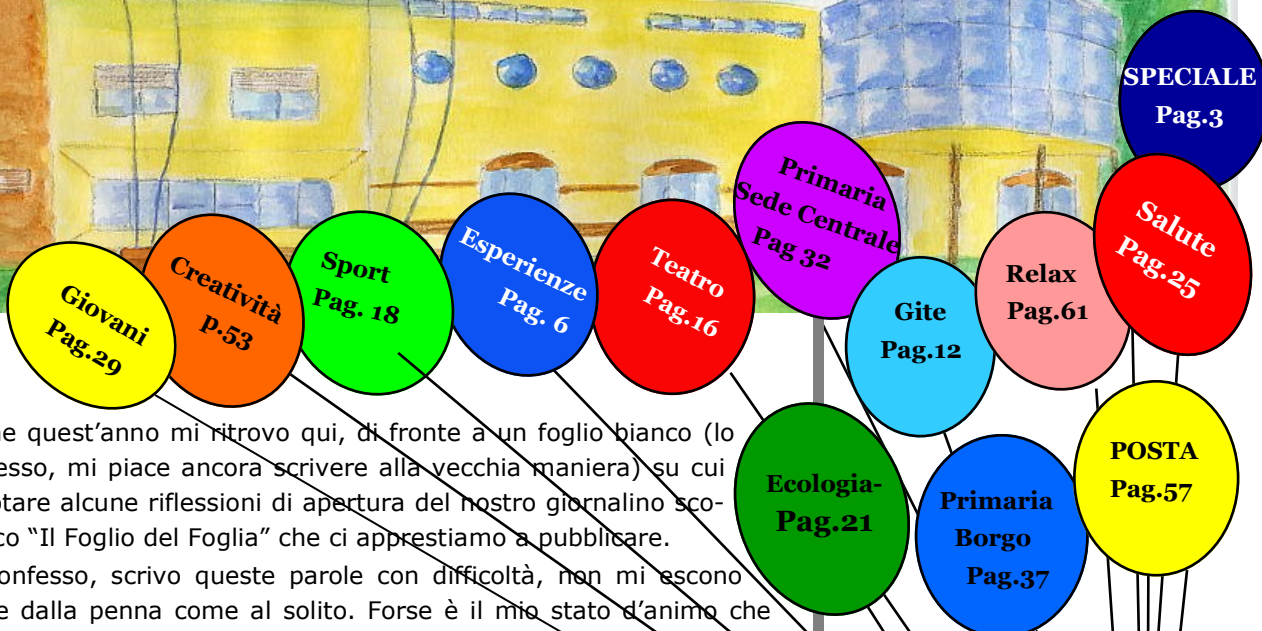 SPECIALE
Pag.3
Primaria
Sede Centrale
Pag 32
Salute
Pag.25
Giovani
Pag.29
Creatività
p.53
Sport
Pag. 18
Esperienze
Pag. 6
Teatro
Pag.16
Gite
Pag.12
Relax
Pag.61
Ecologia-
Pag.21
Primaria
Borgo
Pag.37
POSTA
Pag.57
quest'anno mi ritrovo qui, di fronte a un foglio bianco (lo
mi piace ancora scrivere alla vecchia maniera) su cui
alcune riflessioni di apertura del nostro giornalino sco-
"Il Foglio del Foglia" che ci apprestiamo a pubblicare.
onfesso, scrivo queste parole con difficoltà, non mi escono
dalla penna come al solito. Forse è il mio stato d'animo che